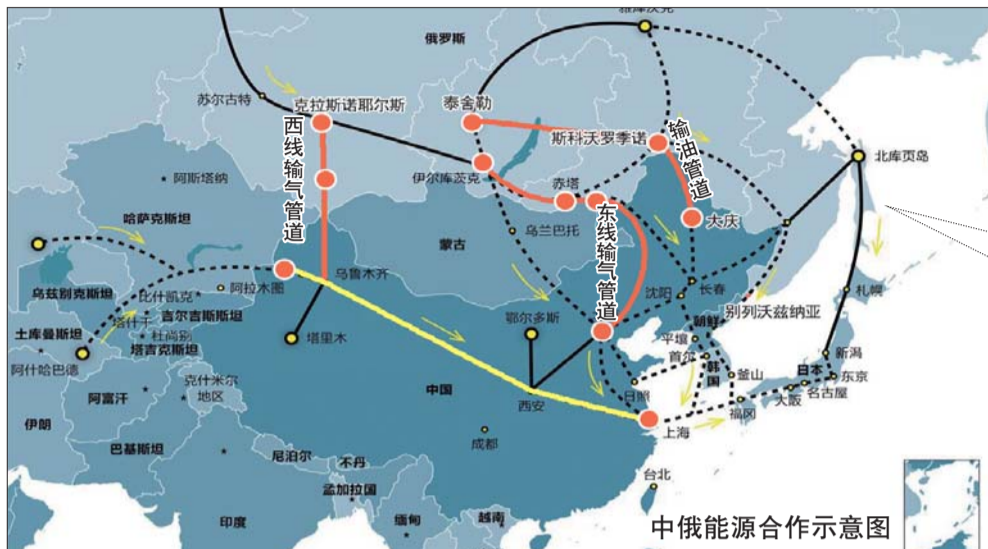 雅库茨克
俄罗斯
苏尔古特
克拉斯诺耶尔斯
泰舍勒
斯科沃罗季诺
输油管道
北库页岛
西线输气管道
伊尔库茨克
赤塔
阿斯塔纳
哈萨克斯坦
乌兰巴托
东线输气管道
大庆
蒙古
乌鲁木齐
阿拉木图
比什凯克
乌兹别克斯坦
吉尔吉斯斯坦
塔什干
土库曼斯坦
杜尚别
塔吉克斯坦
阿什哈巴德
塔里木
鄂尔多斯
沈阳
长春
别列沃兹纳亚
札幌
朝鲜
平壤
首尔
韩国
釜山
日本
新潟
东京
名古屋
大阪
福冈
克什米尔
地区
阿富汗
中国
日照
伊朗
西安
上海
巴基斯坦
成都
尼泊尔
不丹
孟加拉国
台北
印度
缅甸
越南
中俄能源合作示意图